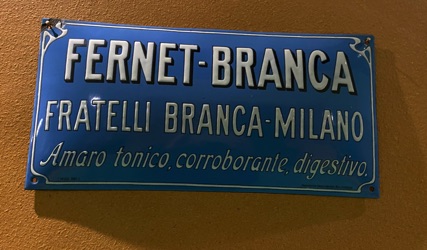 FERNET-BRANCA
FRATELLI BRANCA-MILANO
Amaro tonico, corroborante, digestivo.